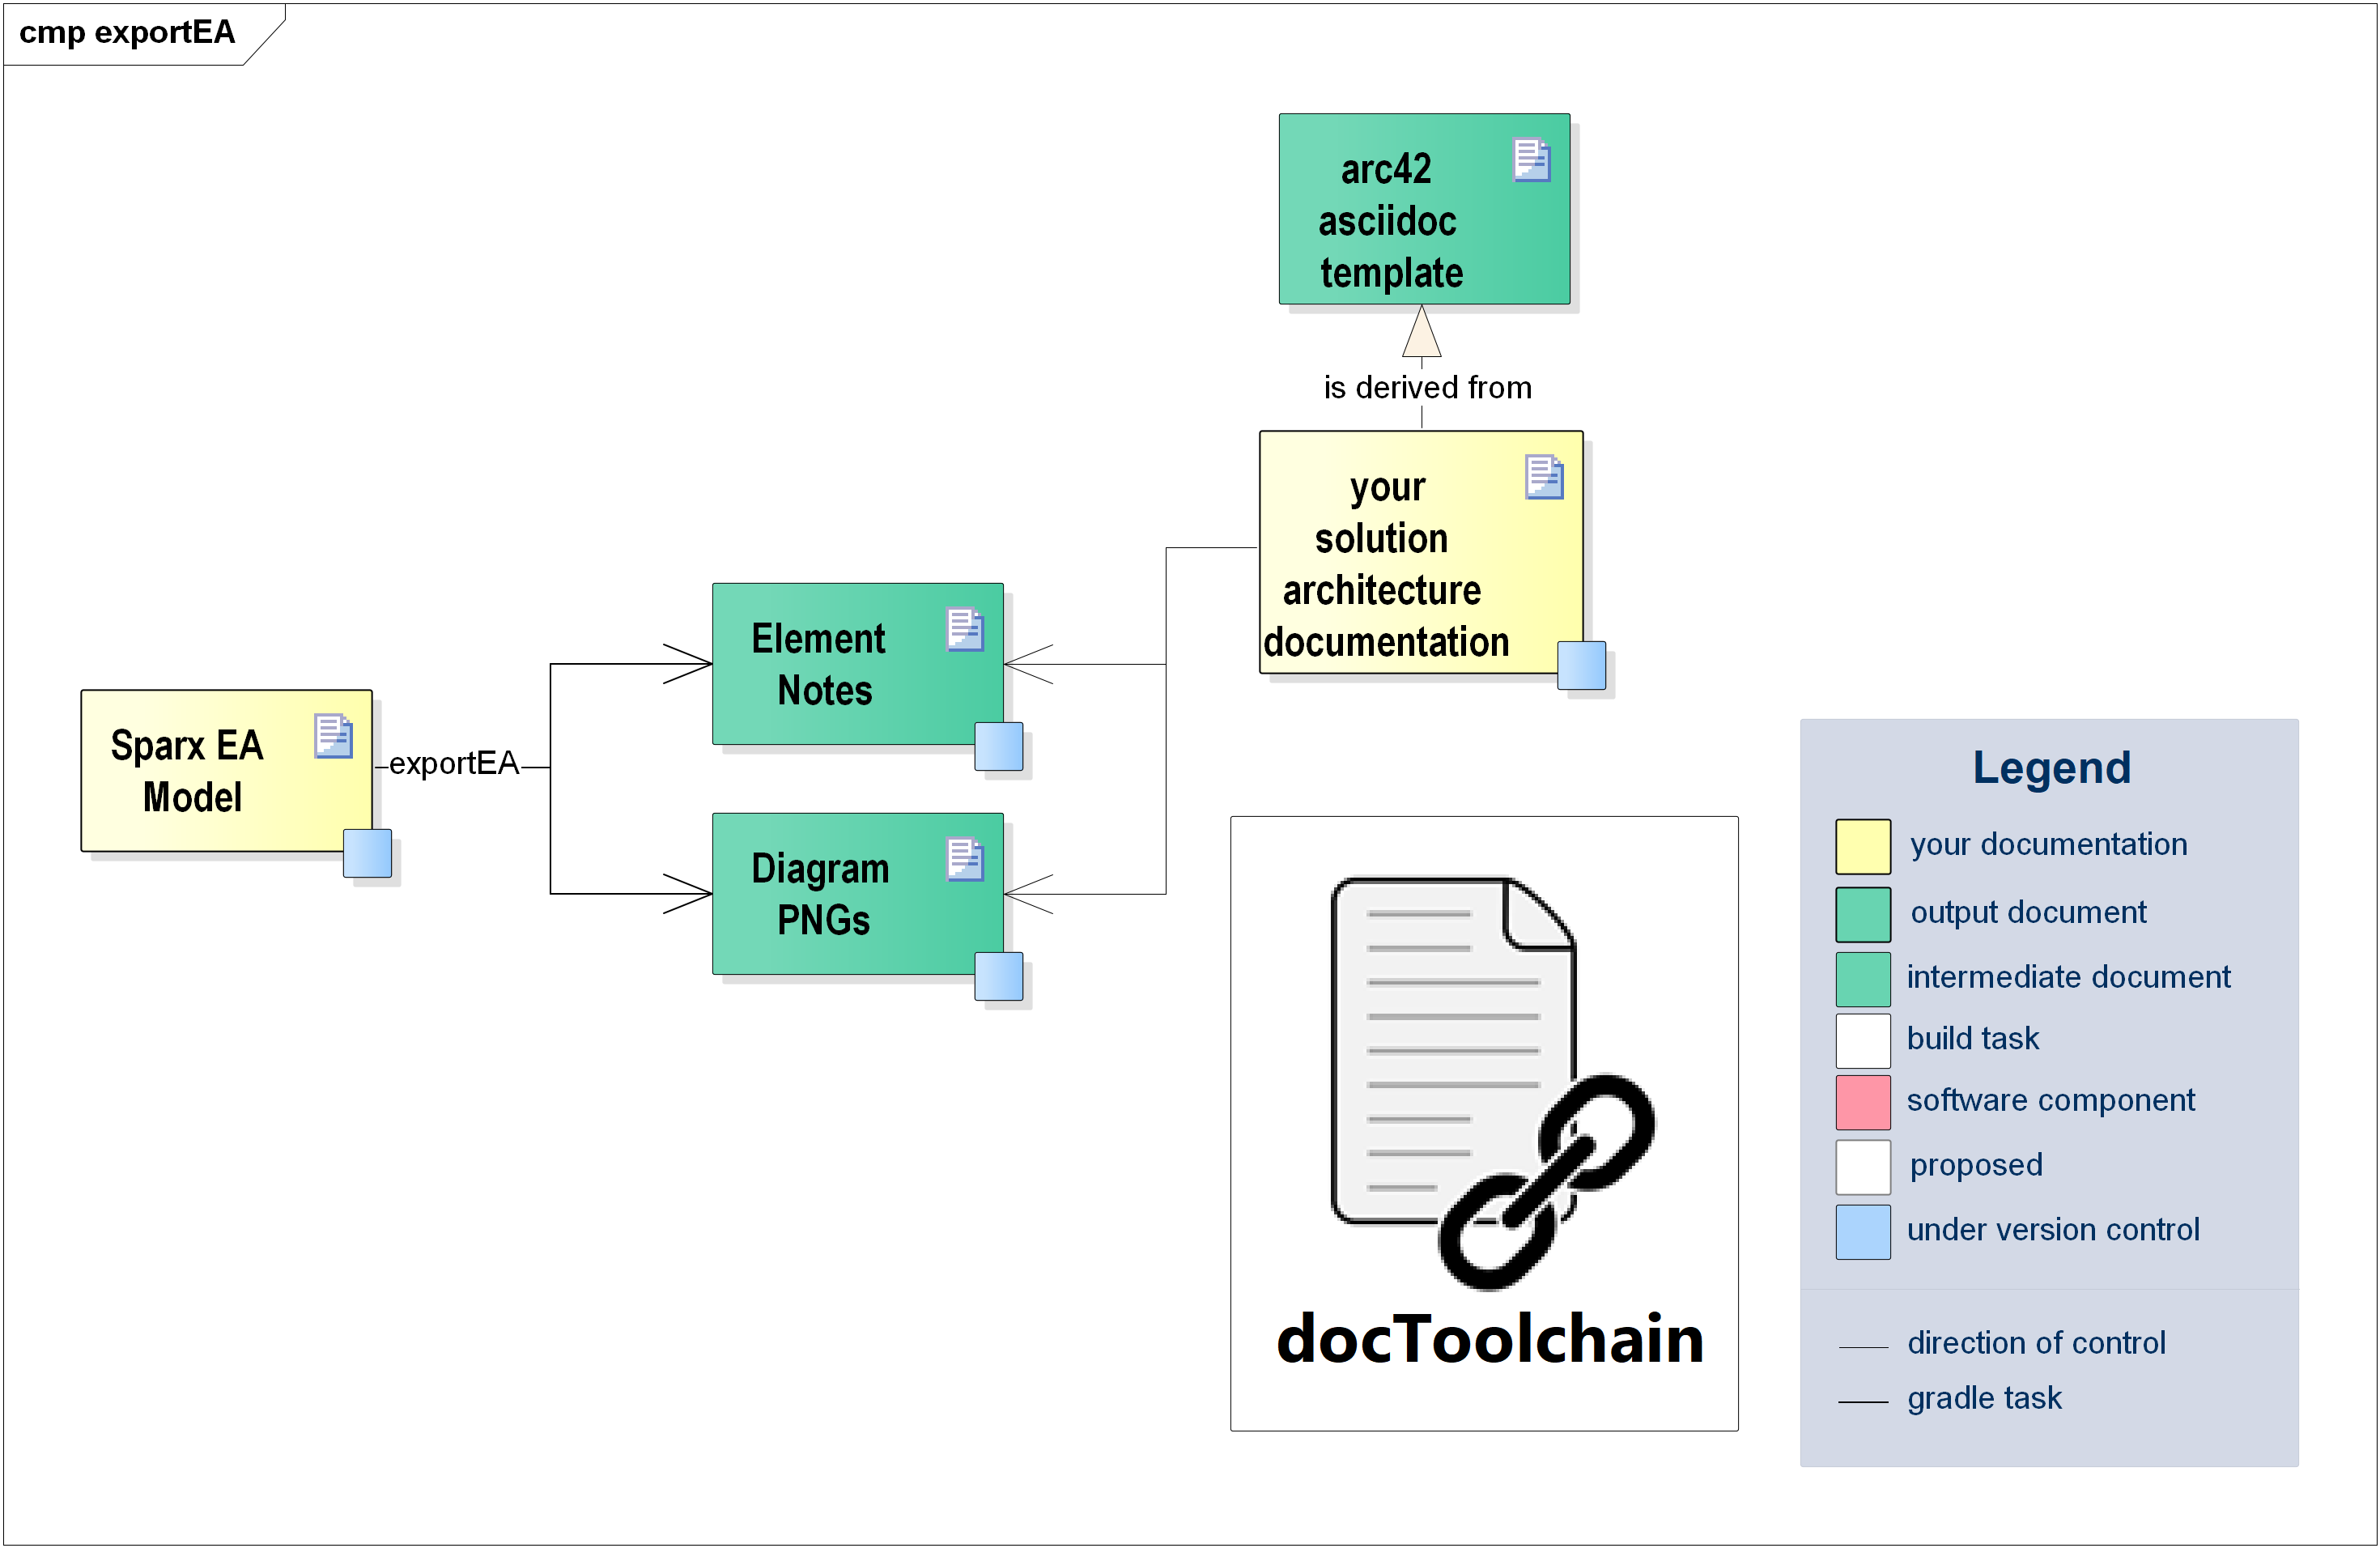 cmp exportEA
arc42
asciidoc
template
is derived from
your
solution
architecture
documentation
Element
Notes
Sparx EA
Model
exportEA
Diagram
PNGs
docToolchain
Legend
your documentation
output document
intermediate document
build task
software component
proposed
under version control
direction of control
gradle task